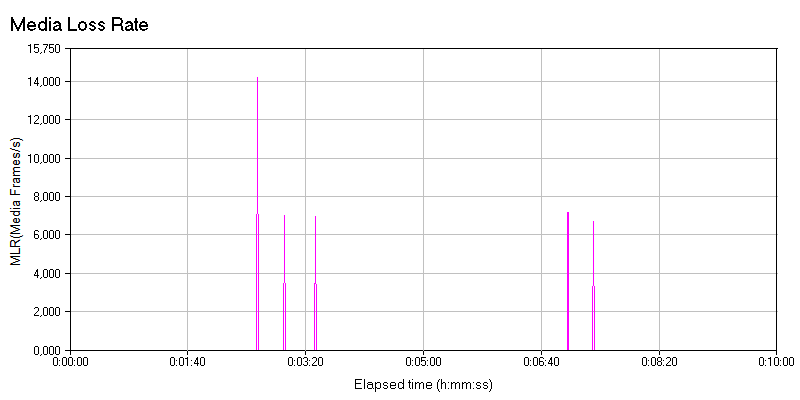 Media Loss Rate
15,750
14,000
12,000
10,000
8,000
6,000
4,000
2,000
0,000
MLR(Media Frames/s)
0:00:00 0:01:40 0:03:20 0:05:00 0:06:40 0:08:20 0:10:00
Elapsed time (h:mm:ss)